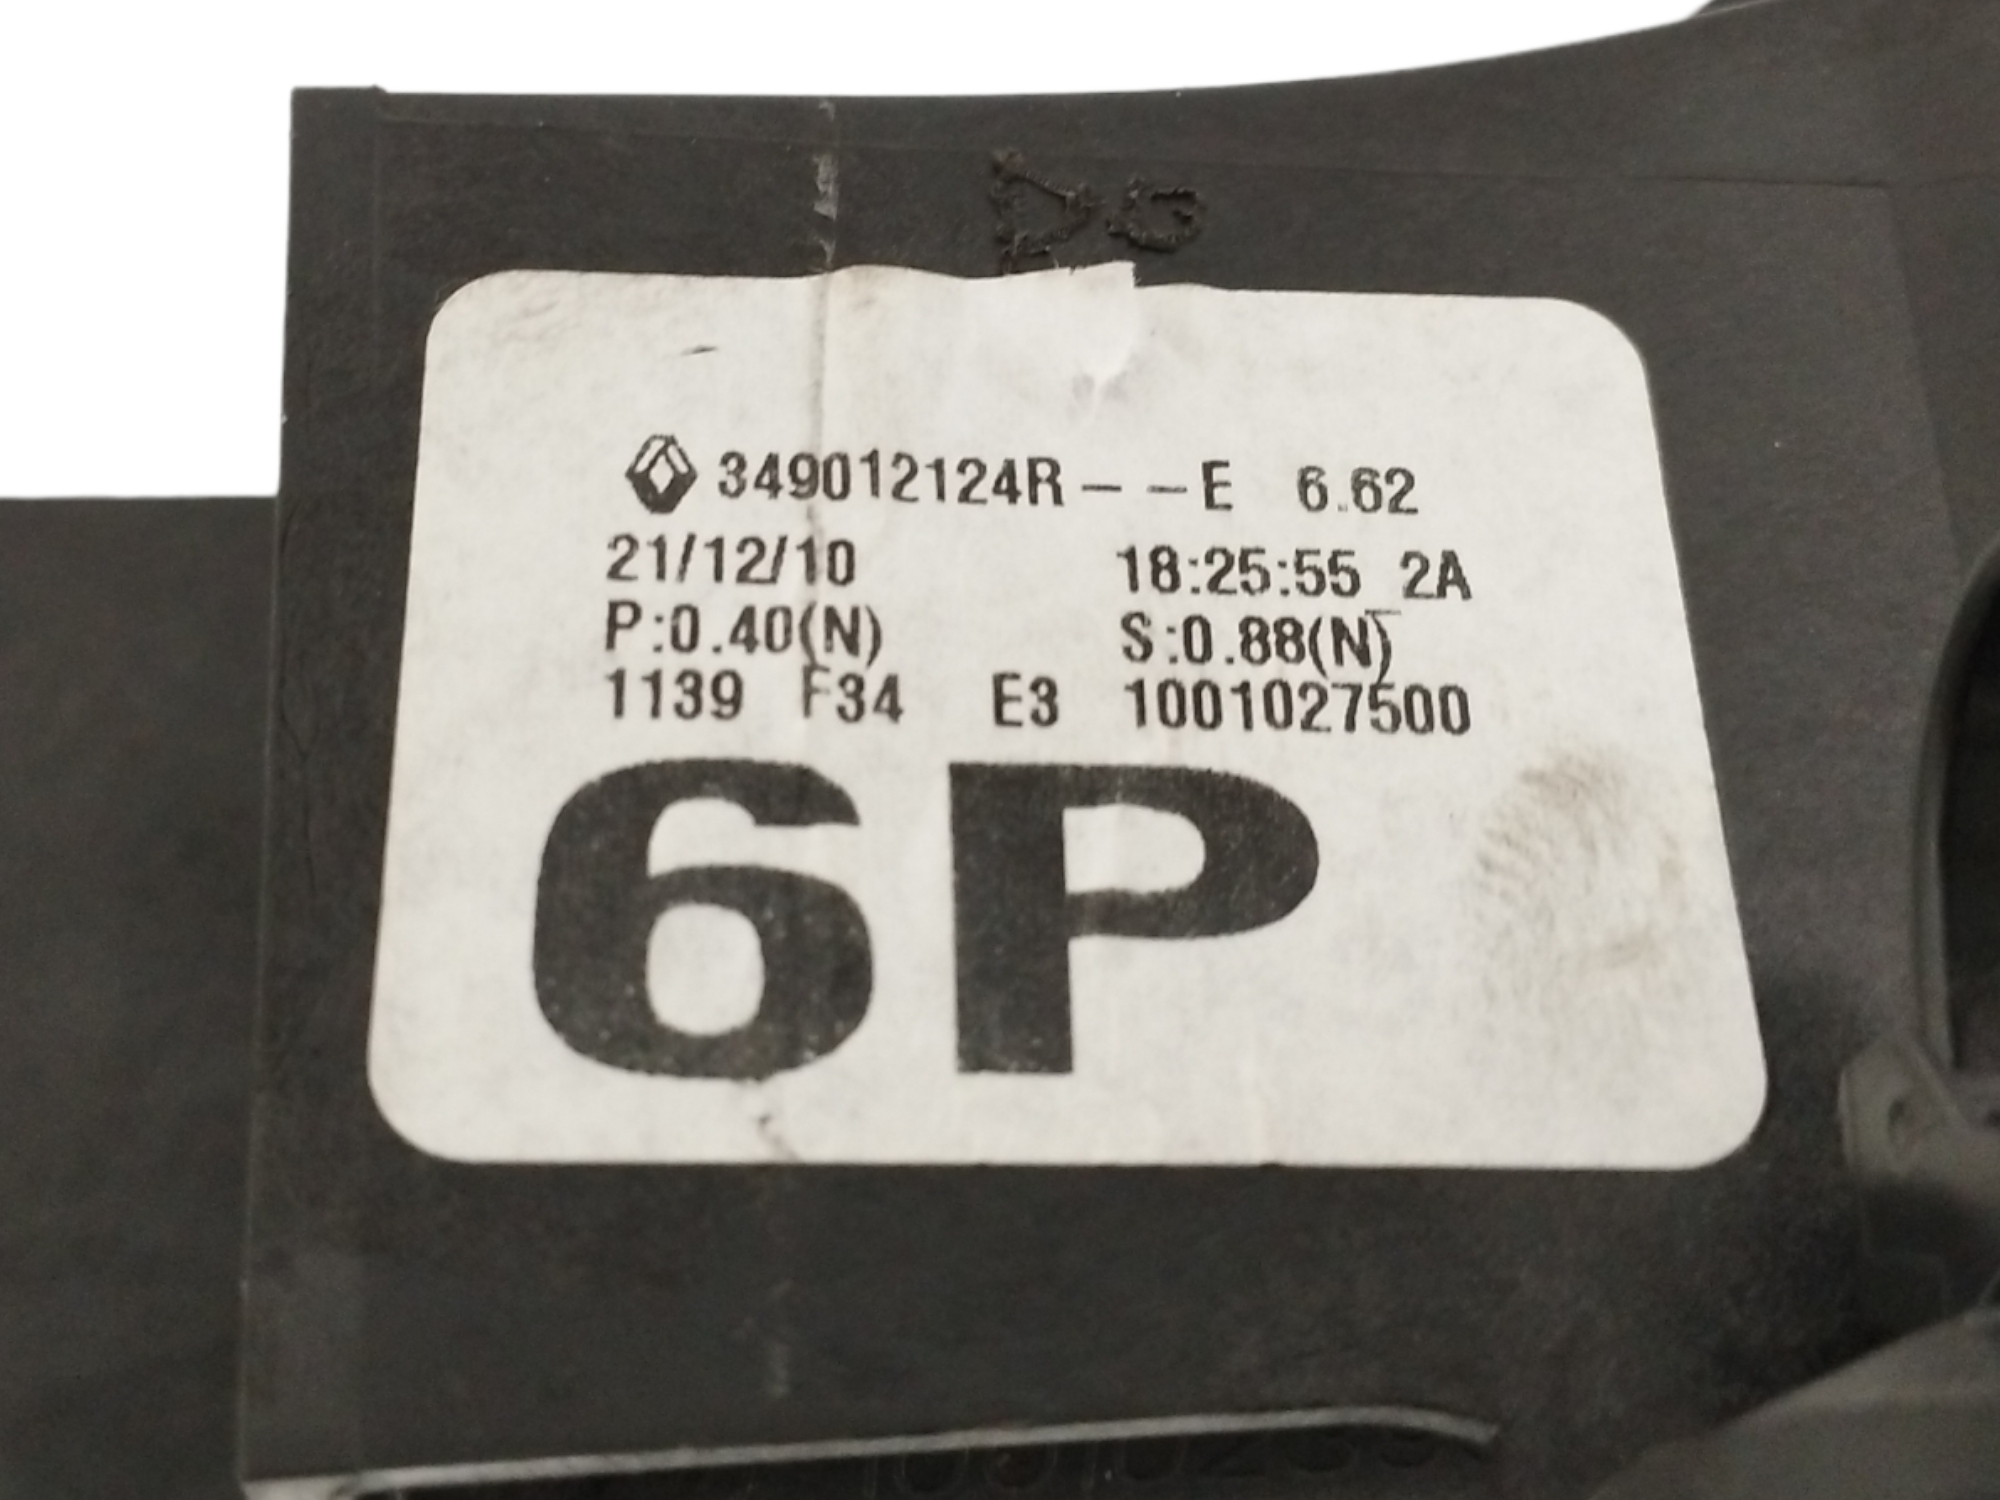 DG
349012124R--E 6.62
21/12/10 18:25:55 2A
P:0.40(N) S:0.88(N)
1139 F34 E3 1001027500
6P